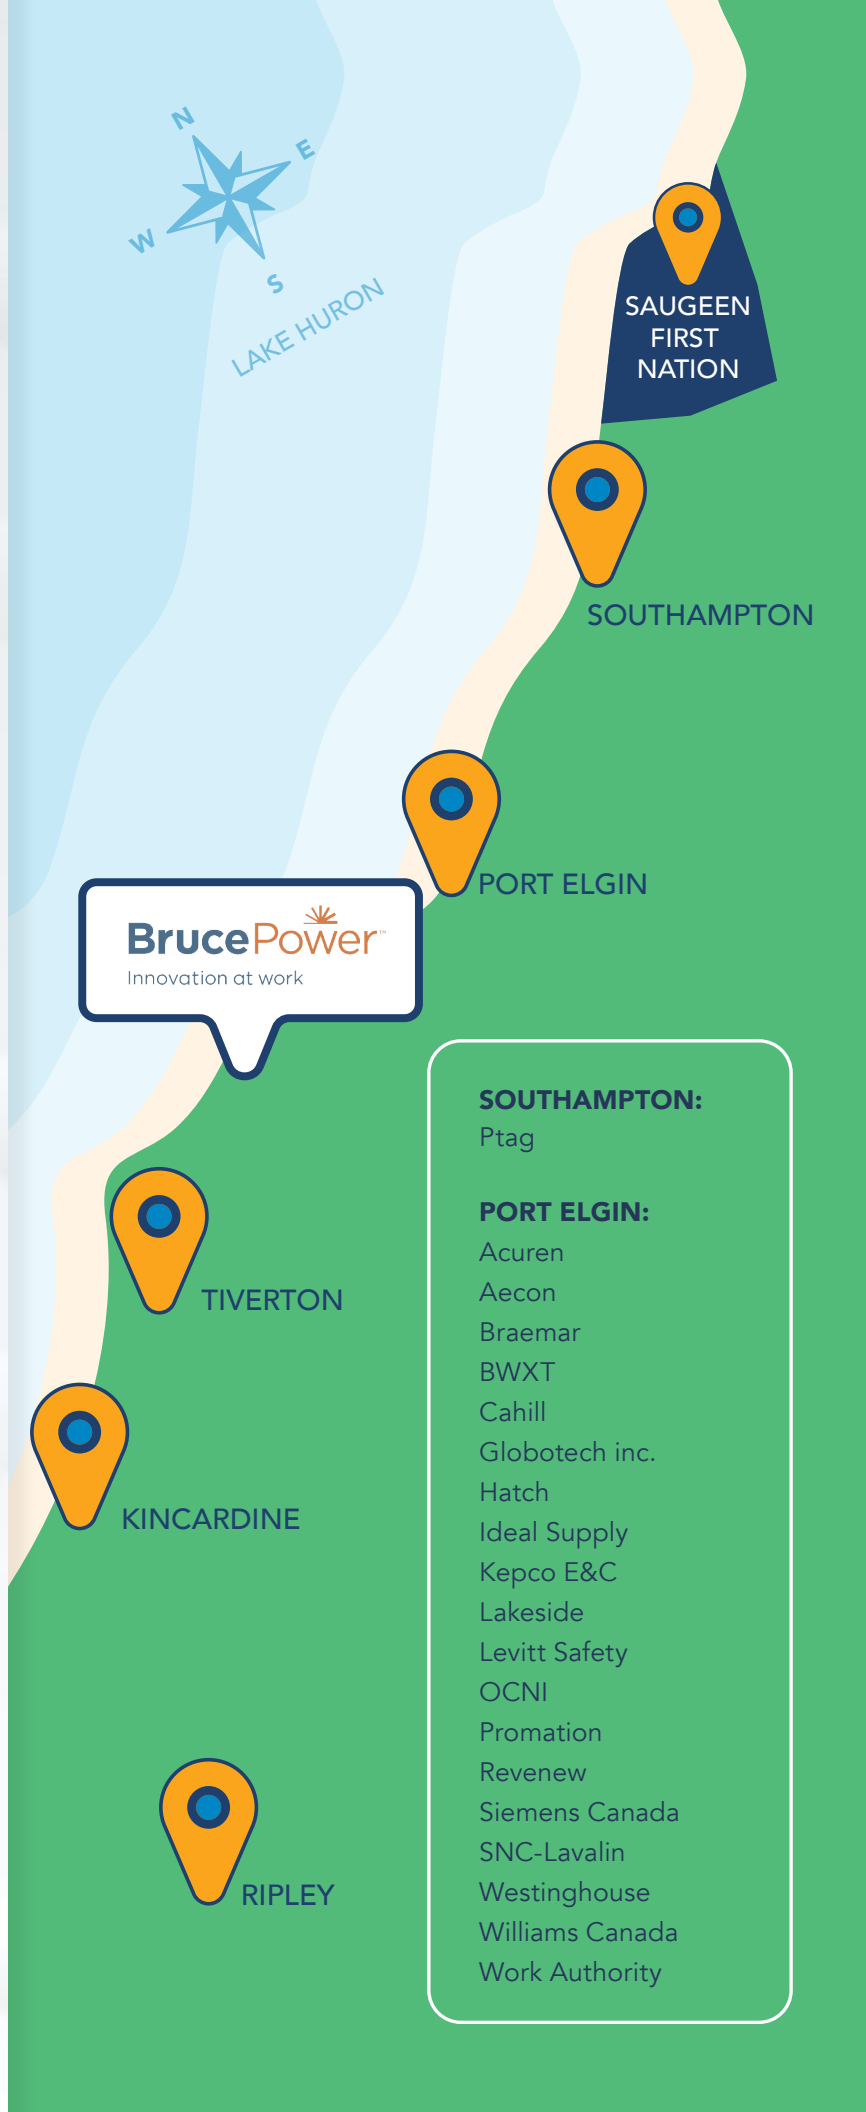 N
E
W
S
LAKE HURON
SAUGEEN
FIRST
NATION
SOUTHAMPTON
PORT ELGIN
BrucePower™
Innovation at work
TIVERTON
KINCARDINE
RIPLEY
SOUTHAMPTON:
Ptag
PORT ELGIN:
Acuren
Aecon
Braemar
BWXT
Cahill
Globotech inc.
Hatch
Ideal Supply
Kepco E&C
Lakeside
Levitt Safety
OCNI
Promation
Revenew
Siemens Canada
SNC-Lavalin
Westinghouse
Williams Canada
Work Authority